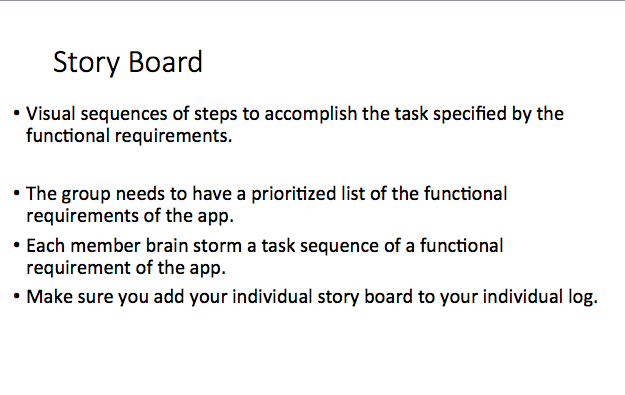 Story Board
• Visual sequences of steps to accomplish the task specified by the
functional requirements.
• The group needs to have a prioritized list of the functional
requirements of the app.
• Each member brain storm a task sequence of a functional
requirement of the app.
• Make sure you add your individual story board to your individual log.